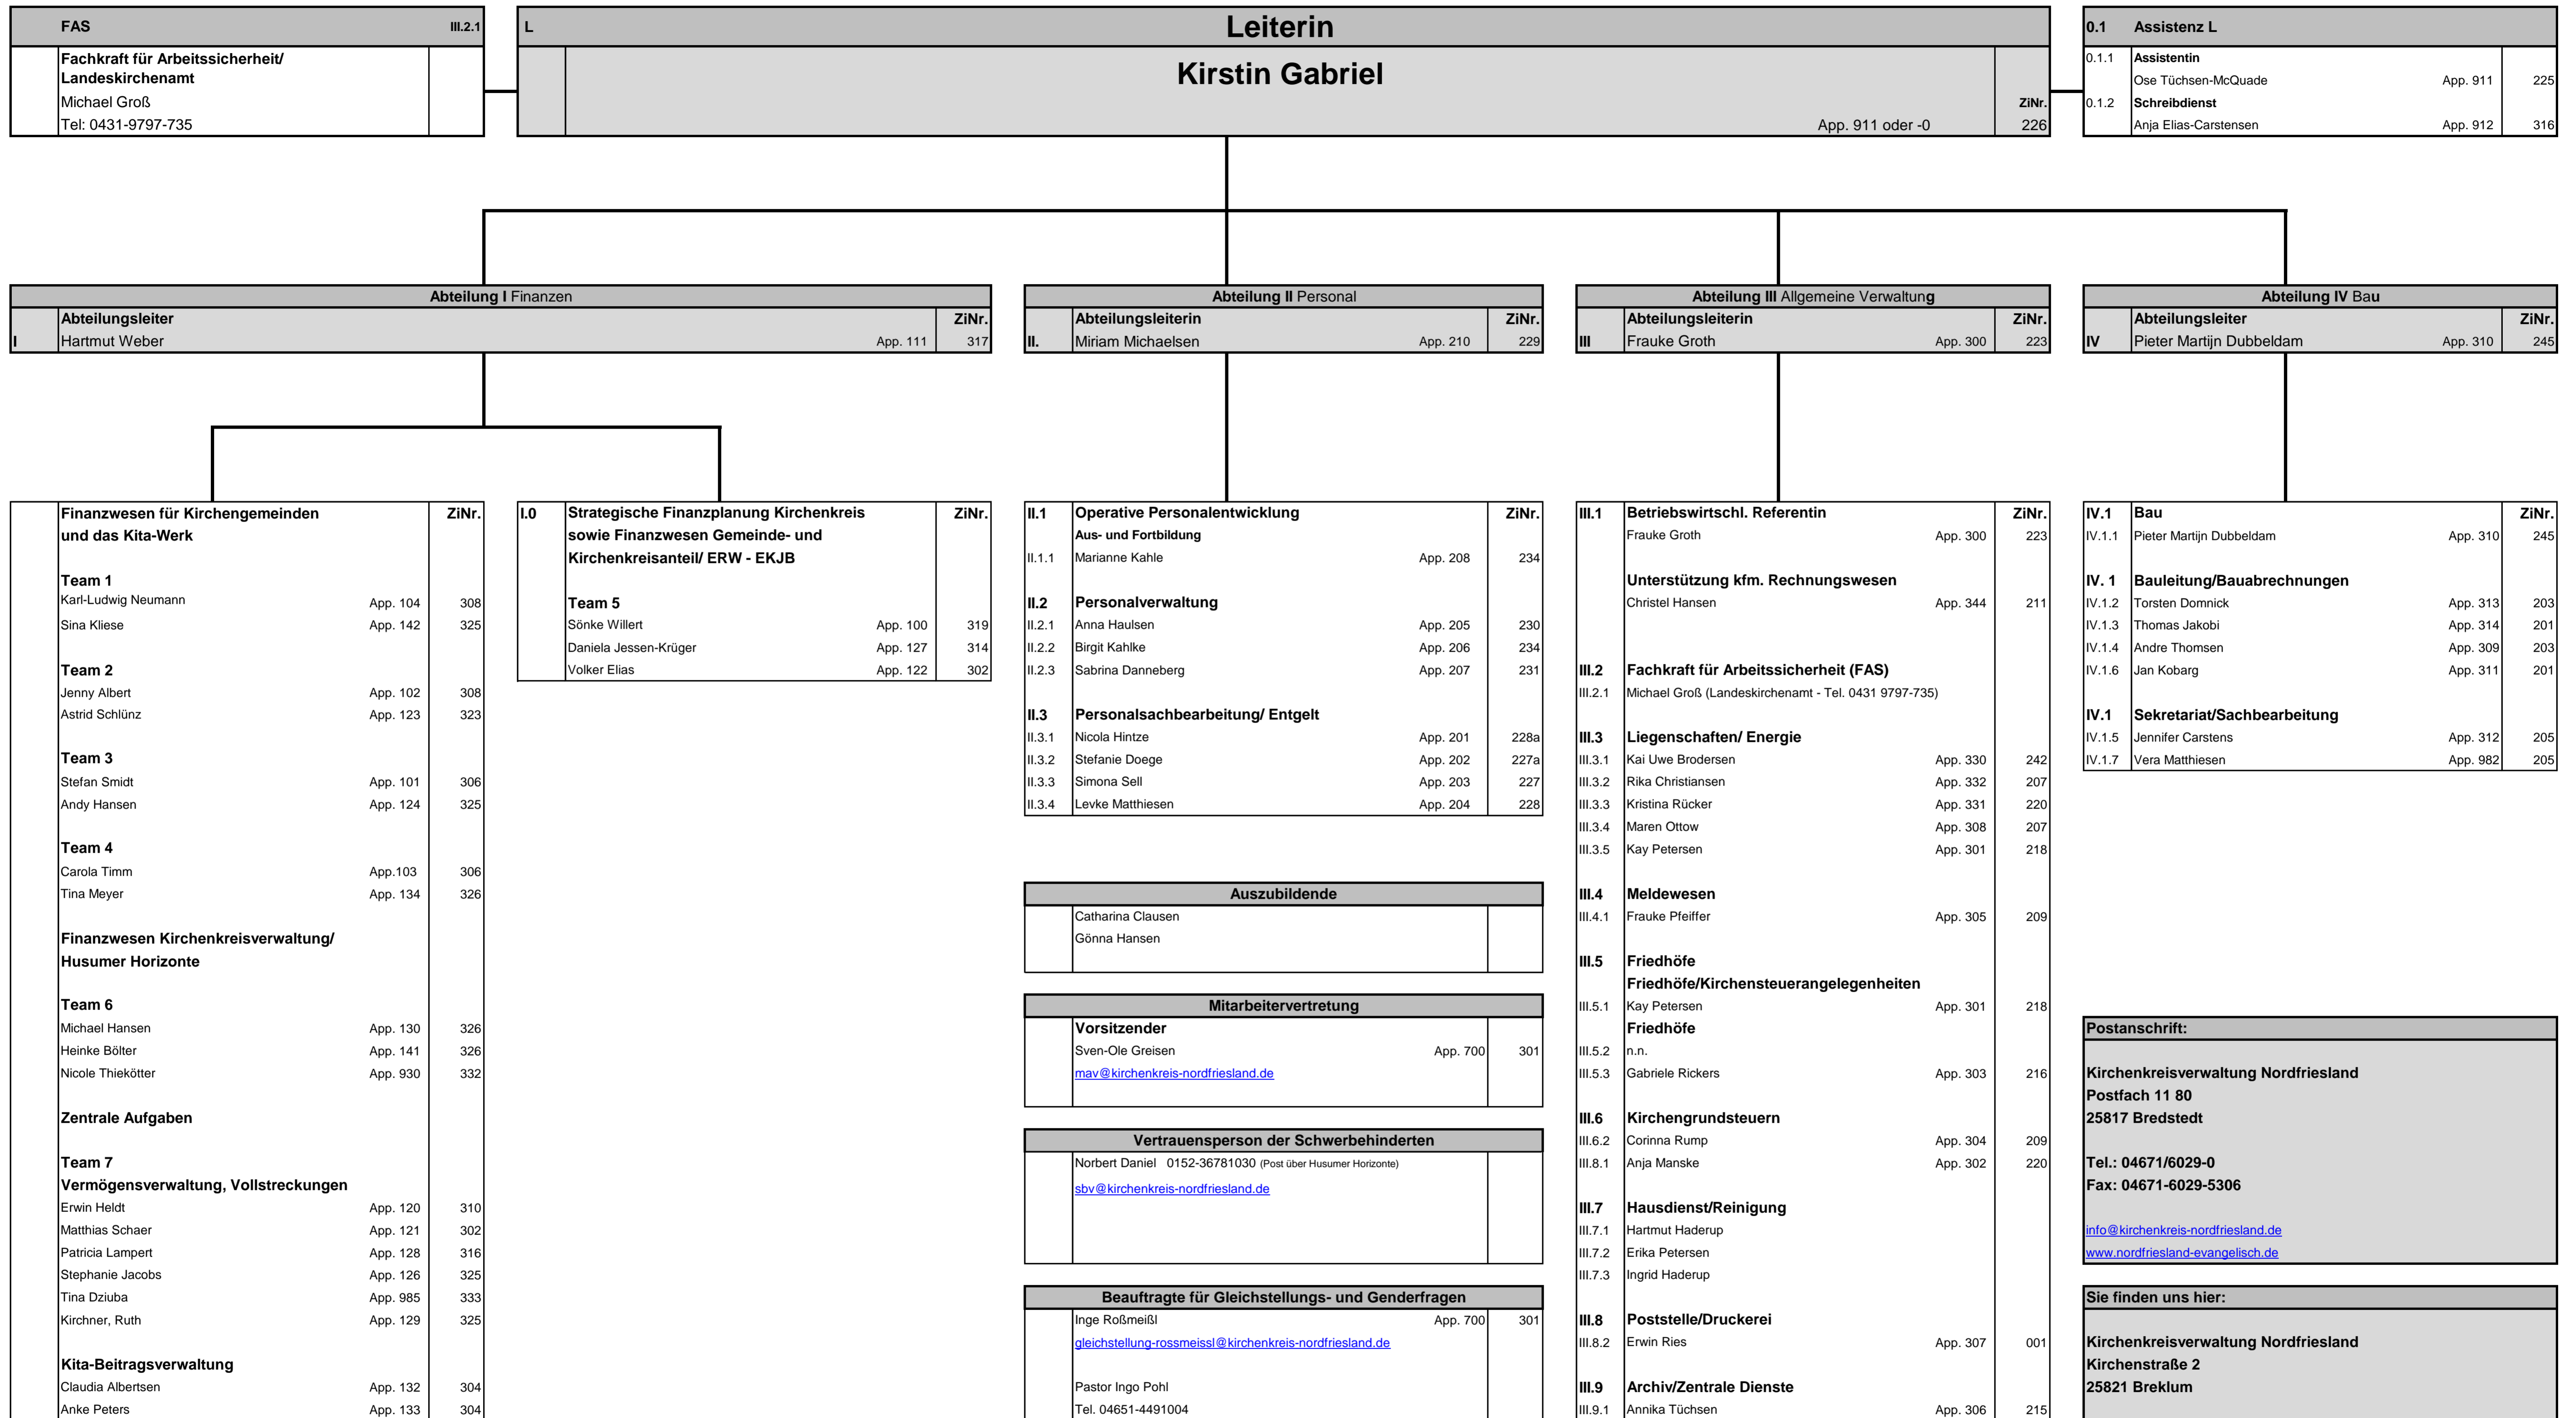 FAS III.2.1
Fachkraft für Arbeitssicherheit/
Landeskirchenamt
Michael Groß
Tel: 0431-9797-735
L Leiterin
Kirstin Gabriel
ZiNr.
App. 911 oder -0 226
0.1 Assistenz L
0.1.1 Assistentin
Ose Tüchsen-McQuade App. 911 225
0.1.2 Schreibdienst
Anja Elias-Carstensen App. 912 316
Abteilung I Finanzen
Abteilungsleiter ZiNr.
I Hartmut Weber App. 111 317
Abteilung II Personal
Abteilungsleiterin ZiNr.
II. Miriam Michaelsen App. 210 229
Abteilung III Allgemeine Verwaltung
Abteilungsleiterin ZiNr.
III Frauke Groth App. 300 223
Abteilung IV Bau
Abteilungsleiter ZiNr.
IV Pieter Martijn Dubbeldam App. 310 245
Finanzwesen für Kirchengemeinden ZiNr.
und das Kita-Werk
Team 1
Karl-Ludwig Neumann App. 104 308
Sina Kliese App. 142 325
Team 2
Jenny Albert App. 102 308
Astrid Schlünz App. 123 323
Team 3
Stefan Smidt App. 101 306
Andy Hansen App. 124 325
Team 4
Carola Timm App.103 306
Tina Meyer App. 134 326
Finanzwesen Kirchenkreisverwaltung/
Husumer Horizonte
Team 6
Michael Hansen App. 130 326
Heinke Bölter App. 141 326
Nicole Thiekötter App. 930 332
Zentrale Aufgaben
Team 7
Vermögensverwaltung, Vollstreckungen
Erwin Heldt App. 120 310
Matthias Schaer App. 121 302
Patricia Lampert App. 128 316
Stephanie Jacobs App. 126 325
Tina Dziuba App. 985 333
Kirchner, Ruth App. 129 325
Kita-Beitragsverwaltung
Claudia Albertsen App. 132 304
Anke Peters App. 133 304
I.0 Strategische Finanzplanung Kirchenkreis ZiNr.
sowie Finanzwesen Gemeinde- und
Kirchenkreisanteil/ ERW - EKJB
Team 5
Sönke Willert App. 100 319
Daniela Jessen-Krüger App. 127 314
Volker Elias App. 122 302
II.1 Operative Personalentwicklung ZiNr.
Aus- und Fortbildung
II.1.1 Marianne Kahle App. 208 234
II.2 Personalverwaltung
II.2.1 Anna Haulsen App. 205 230
II.2.2 Birgit Kahlke App. 206 234
II.2.3 Sabrina Danneberg App. 207 231
II.3 Personalsachbearbeitung/ Entgelt
II.3.1 Nicola Hintze App. 201 228a
II.3.2 Stefanie Doege App. 202 227a
II.3.3 Simona Sell App. 203 227
II.3.4 Levke Matthiesen App. 204 228
Auszubildende
Catharina Clausen
Gönna Hansen
Mitarbeitervertretung
Vorsitzender
Sven-Ole Greisen App. 700 301
mav@kirchenkreis-nordfriesland.de
Vertrauensperson der Schwerbehinderten
Norbert Daniel 0152-36781030 (Post über Husumer Horizonte)
sbv@kirchenkreis-nordfriesland.de
Beauftragte für Gleichstellungs- und Genderfragen
Inge Roßmeißl App. 700 301
gleichstellung-rossmeissl@kirchenkreis-nordfriesland.de
Pastor Ingo Pohl
Tel. 04651-4491004
III.1 Betriebswirtschl. Referentin ZiNr.
Frauke Groth App. 300 223
Unterstützung kfm. Rechnungswesen
Christel Hansen App. 344 211
III.2 Fachkraft für Arbeitssicherheit (FAS)
III.2.1 Michael Groß (Landeskirchenamt - Tel. 0431 9797-735)
III.3 Liegenschaften/ Energie
III.3.1 Kai Uwe Brodersen App. 330 242
III.3.2 Rika Christiansen App. 332 207
III.3.3 Kristina Rücker App. 331 220
III.3.4 Maren Ottow App. 308 207
III.3.5 Kay Petersen App. 301 218
III.4 Meldewesen
III.4.1 Frauke Pfeiffer App. 305 209
III.5 Friedhöfe
Friedhöfe/Kirchensteuerangelegenheiten
III.5.1 Kay Petersen App. 301 218
Friedhöfe
III.5.2 n.n.
III.5.3 Gabriele Rickers App. 303 216
III.6 Kirchengrundsteuern
III.6.2 Corinna Rump App. 304 209
III.8.1 Anja Manske App. 302 220
III.7 Hausdienst/Reinigung
III.7.1 Hartmut Haderup
III.7.2 Erika Petersen
III.7.3 Ingrid Haderup
III.8 Poststelle/Druckerei
III.8.2 Erwin Ries App. 307 001
III.9 Archiv/Zentrale Dienste
III.9.1 Annika Tüchsen App. 306 215
IV.1 Bau ZiNr.
IV.1.1 Pieter Martijn Dubbeldam App. 310 245
IV. 1 Bauleitung/Bauabrechnungen
IV.1.2 Torsten Domnick App. 313 203
IV.1.3 Thomas Jakobi App. 314 201
IV.1.4 Andre Thomsen App. 309 203
IV.1.6 Jan Kobarg App. 311 201
IV.1 Sekretariat/Sachbearbeitung
IV.1.5 Jennifer Carstens App. 312 205
IV.1.7 Vera Matthiesen App. 982 205
Postanschrift:
Kirchenkreisverwaltung Nordfriesland
Postfach 11 80
25817 Bredstedt
Tel.: 04671/6029-0
Fax: 04671-6029-5306
info@kirchenkreis-nordfriesland.de
www.nordfriesland-evangelisch.de
Sie finden uns hier:
Kirchenkreisverwaltung Nordfriesland
Kirchenstraße 2
25821 Breklum